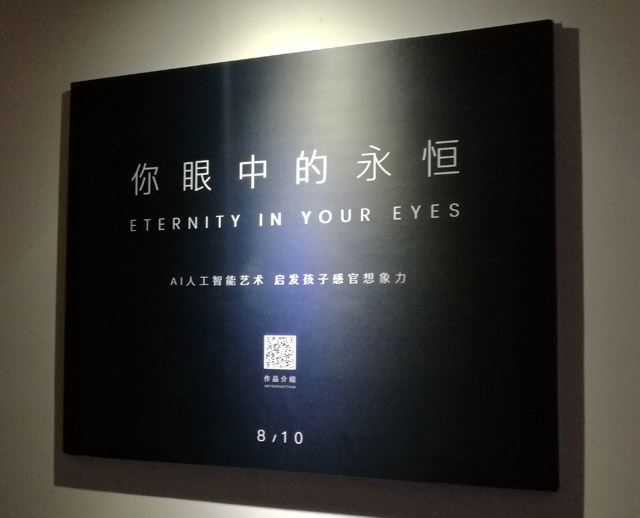 你眼中的永恒
ETERNITY IN YOUR EYES
AI人工智能艺术 启发孩子感官想象力
作品介绍
INTRODUCTION
8/10